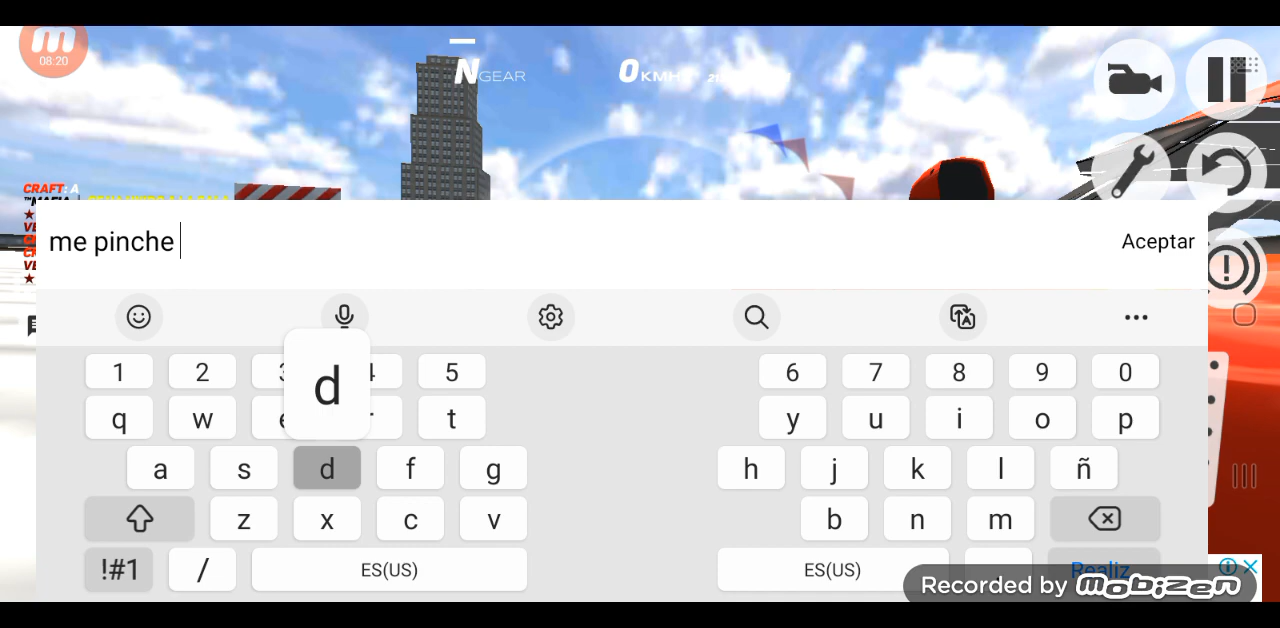 08:20
N GEAR
0 KMH
CRAFT: A
me pinche
Aceptar
d
1 2 5 6 7 8 9 0
q w t y u i o p
a s d f g h j k l ñ
z x c v b n m
!#1 / ES(US) ES(US) Realiz
Recorded by mobizen